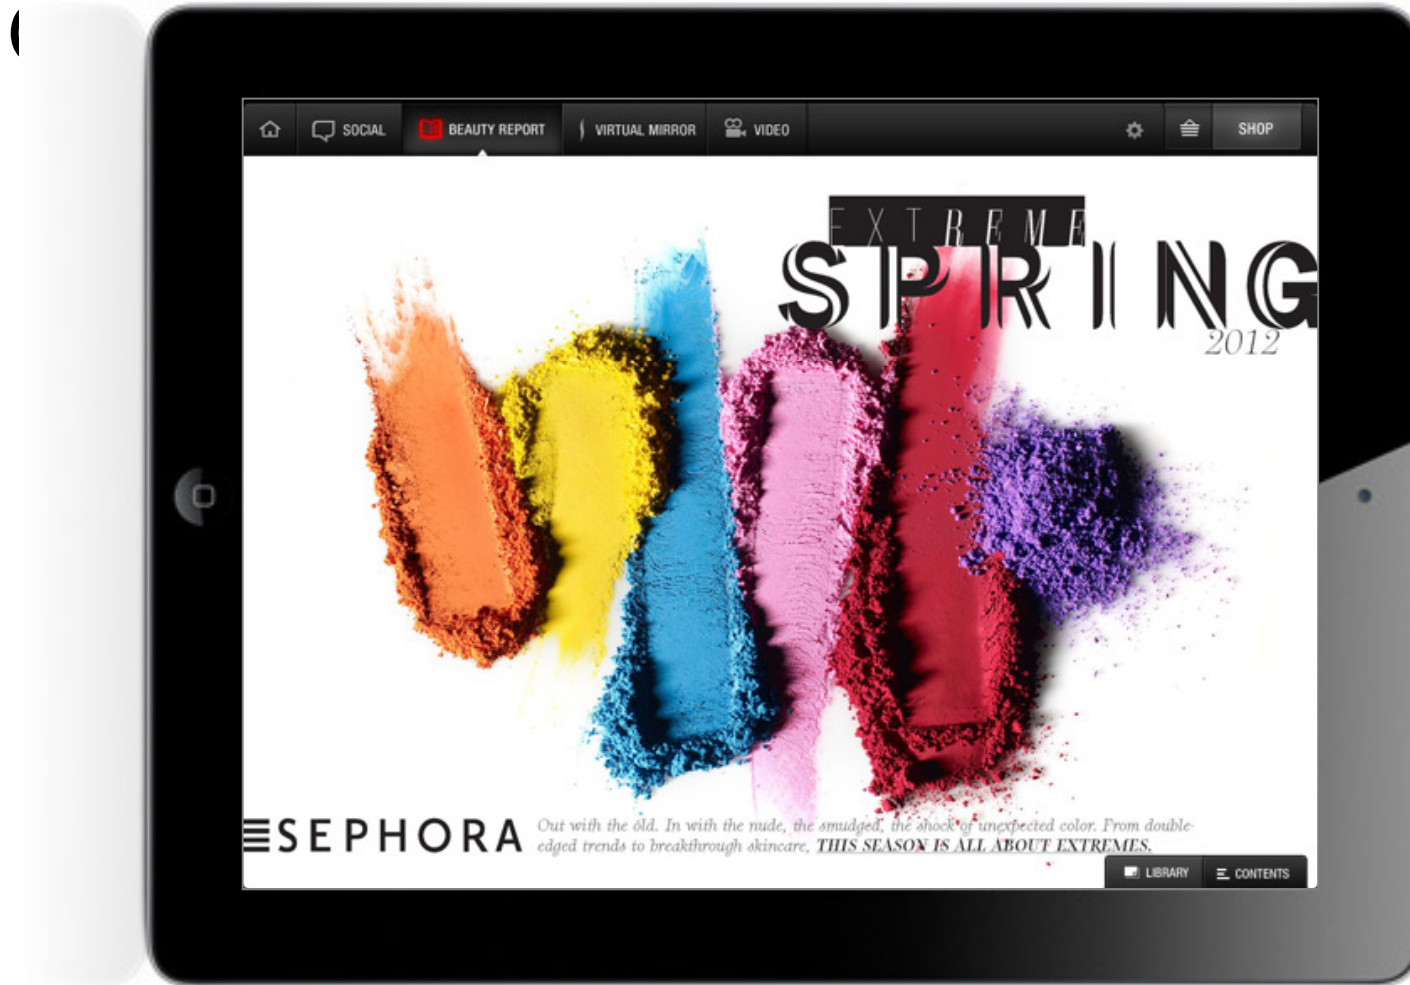 SOCIAL
BEAUTY REPORT
VIRTUAL MIRROR
VIDEO
SHOP
EXTREME
SPRING
2012
SEPHORA
Out with the old. In with the nude, the smudged, the shock of unexpected color. From double-
edged trends to breakthrough skincare, THIS SEASON IS ALL ABOUT EXTREMES.
LIBRARY
CONTENTS